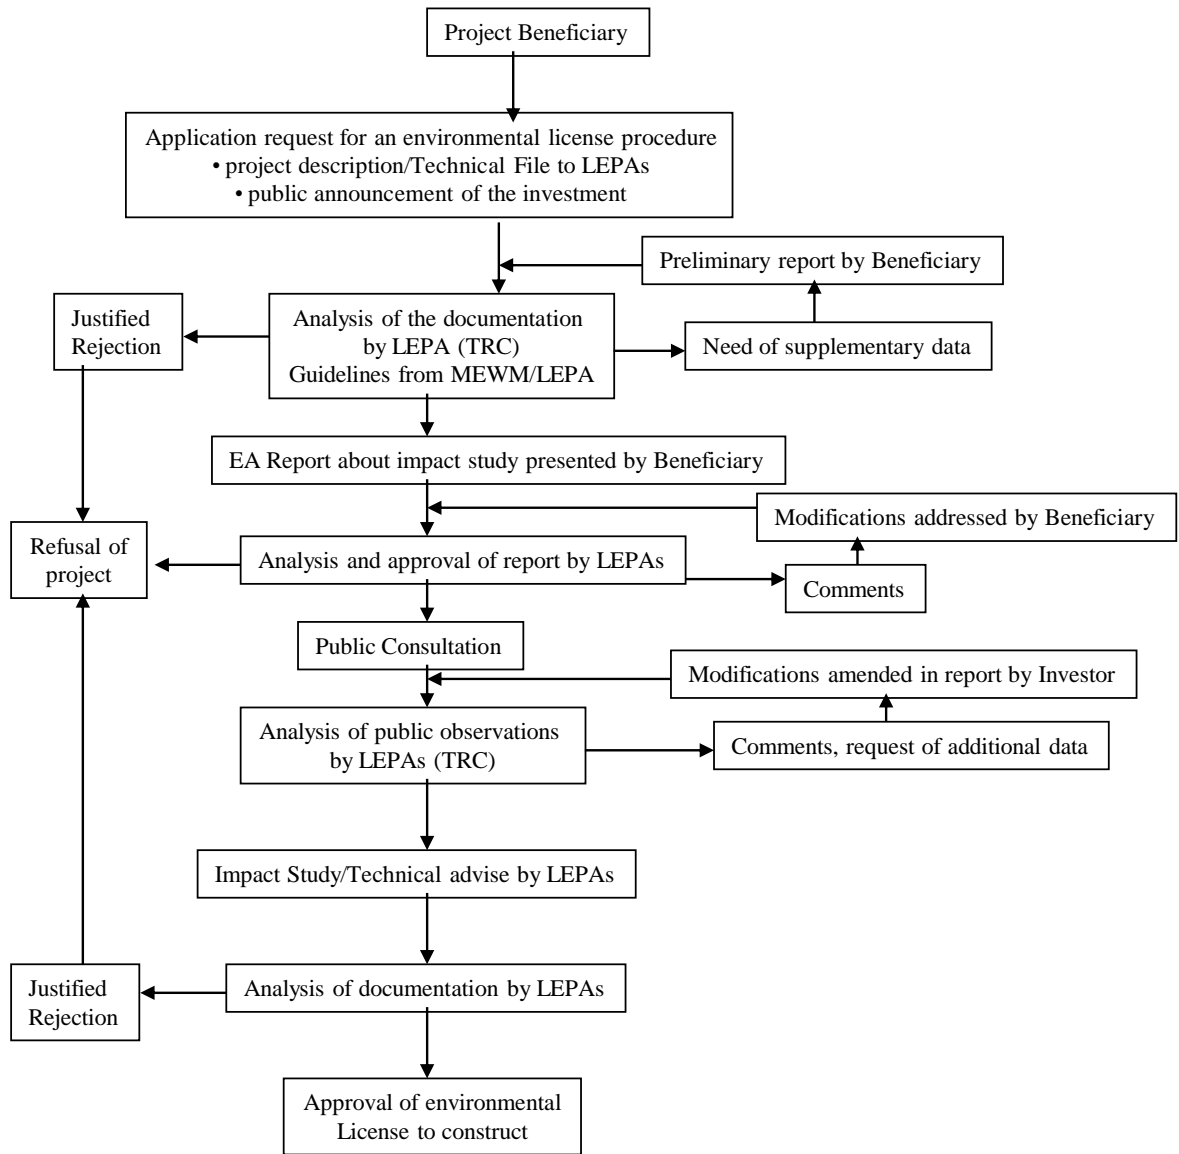 Project Beneficiary
Application request for an environmental license procedure
• project description/Technical File to LEPAs
• public announcement of the investment
Preliminary report by Beneficiary
Justified
Rejection
Analysis of the documentation
by LEPA (TRC)
Guidelines from MEWM/LEPA
Need of supplementary data
EA Report about impact study presented by Beneficiary
Modifications addressed by Beneficiary
Refusal of
project
Analysis and approval of report by LEPAs
Comments
Public Consultation
Modifications amended in report by Investor
Analysis of public observations
by LEPAs (TRC)
Comments, request of additional data
Impact Study/Technical advise by LEPAs
Justified
Rejection
Analysis of documentation by LEPAs
Approval of environmental
License to construct